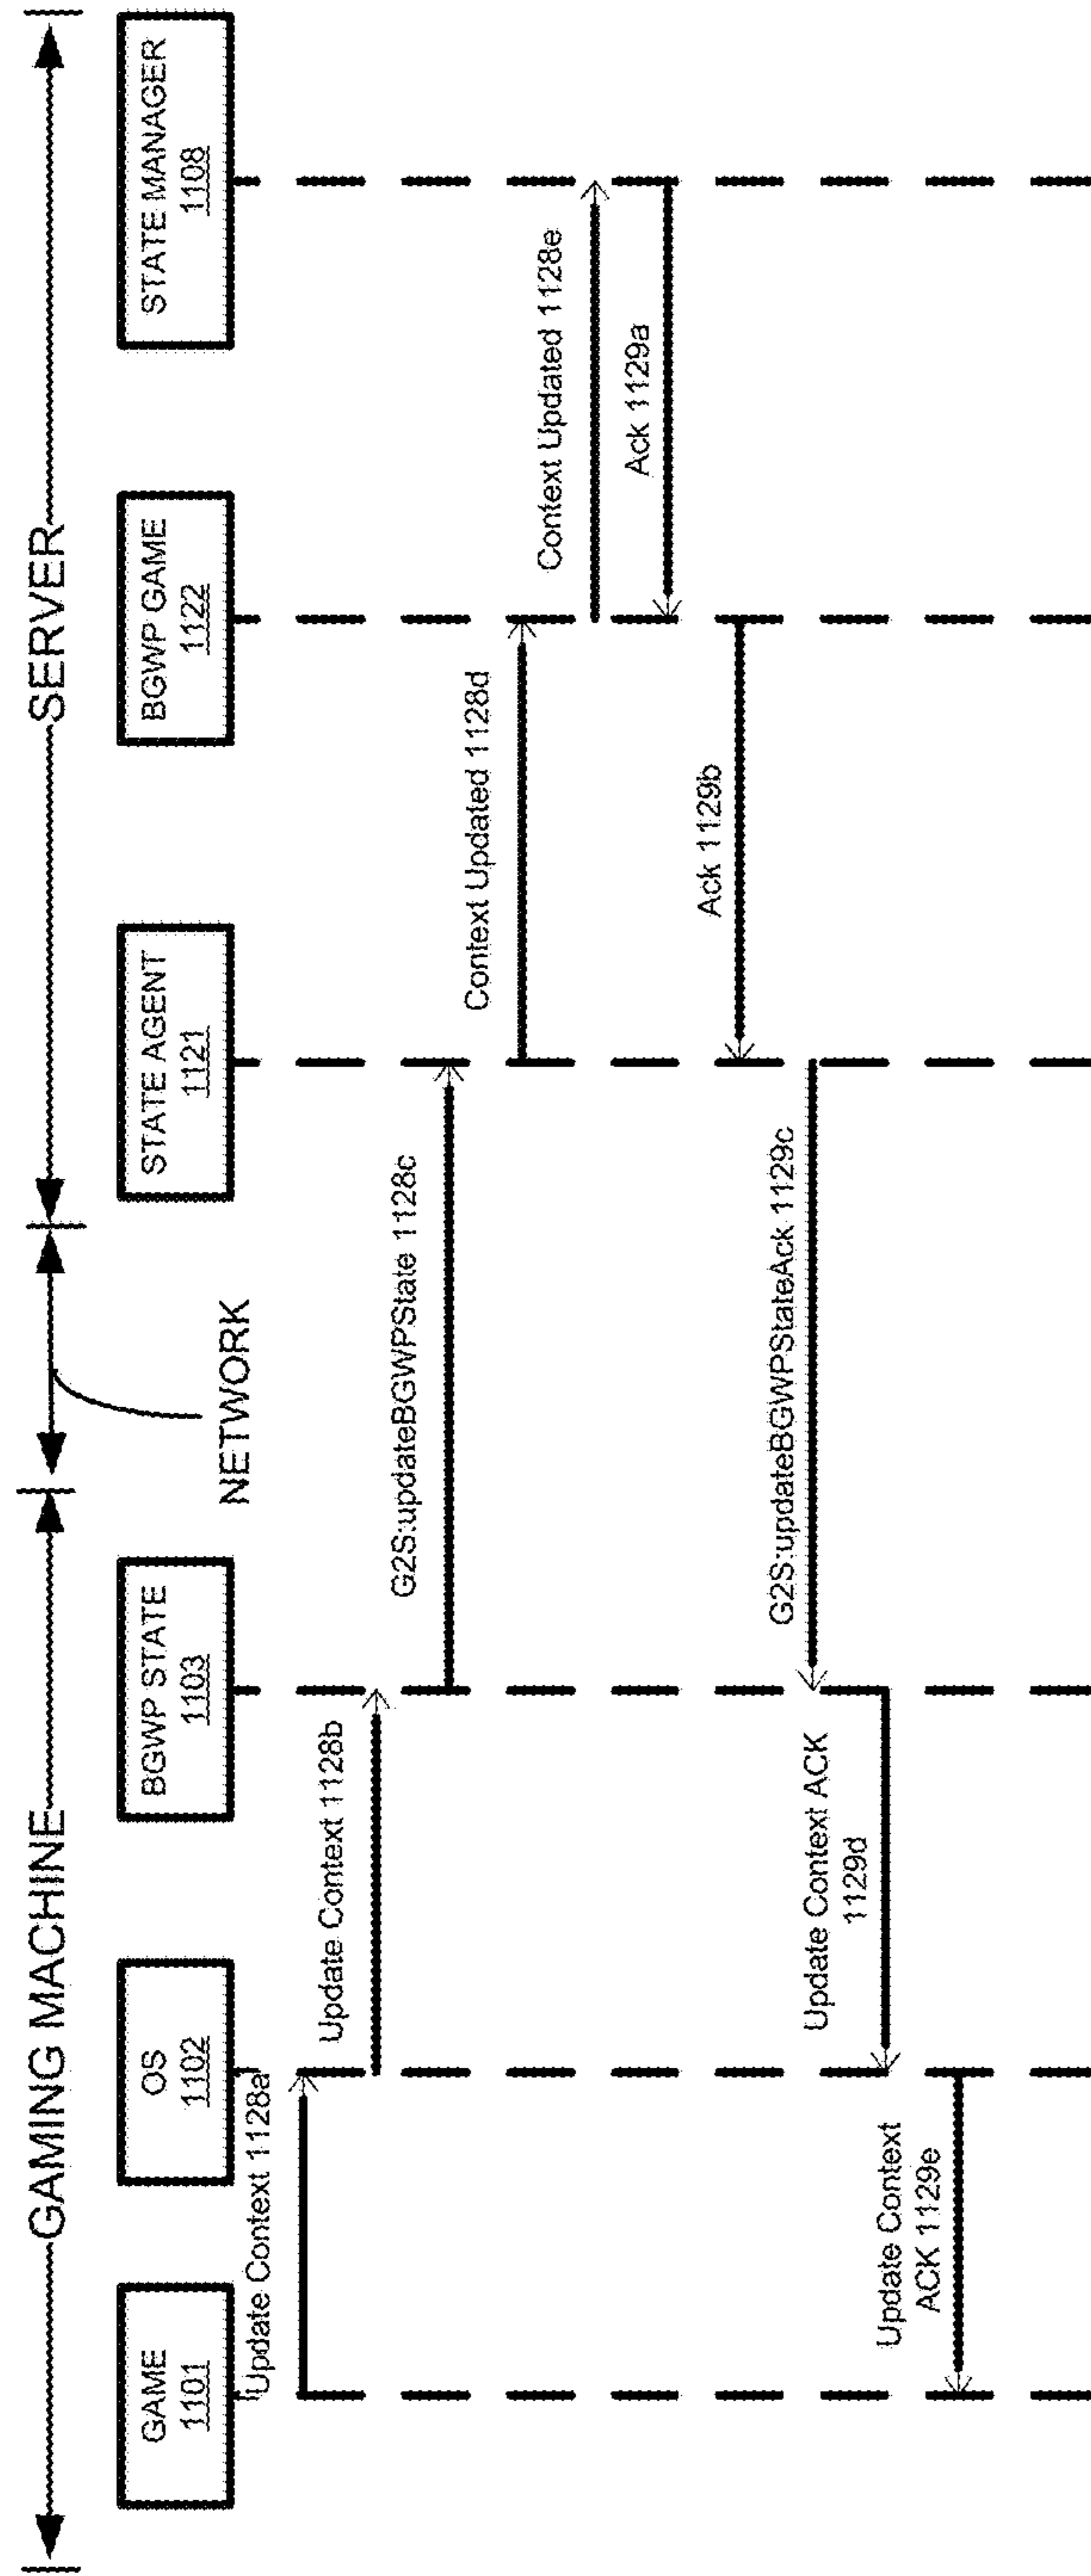 GAMING MACHINE
SERVER
NETWORK
GAME
1101
OS
1102
BGWP STATE
1103
STATE AGENT
1121
BGWP GAME
1122
STATE MANAGER
1108
Update Context 1128a
Update Context 1128b
G2S:updateBGWPState 1128c
Context Updated 1128d
Context Updated 1128e
Ack 1129a
Ack 1129b
G2S:updateBGWPStateAck 1129c
Update Context ACK
1129d
Update Context
ACK 1129e